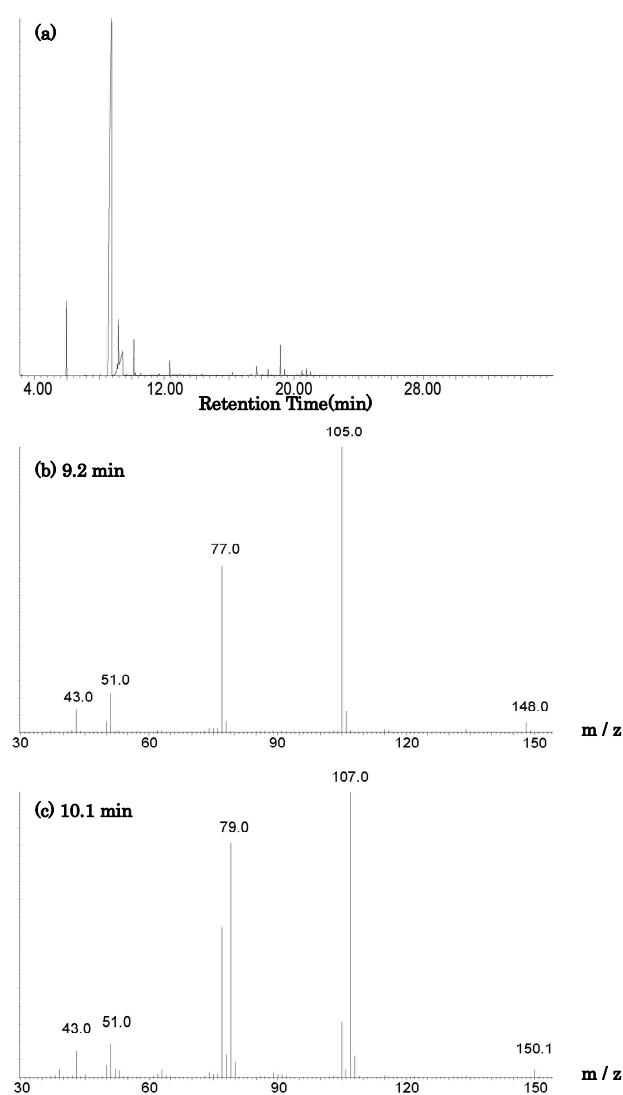 (a)
4.00 12.00 20.00 28.00
Retention Time(min)
(b) 9.2 min
105.0
77.0
51.0
43.0
148.0
30 60 90 120 150
m / z
(c) 10.1 min
107.0
79.0
51.0
43.0
150.1
30 60 90 120 150
m / z